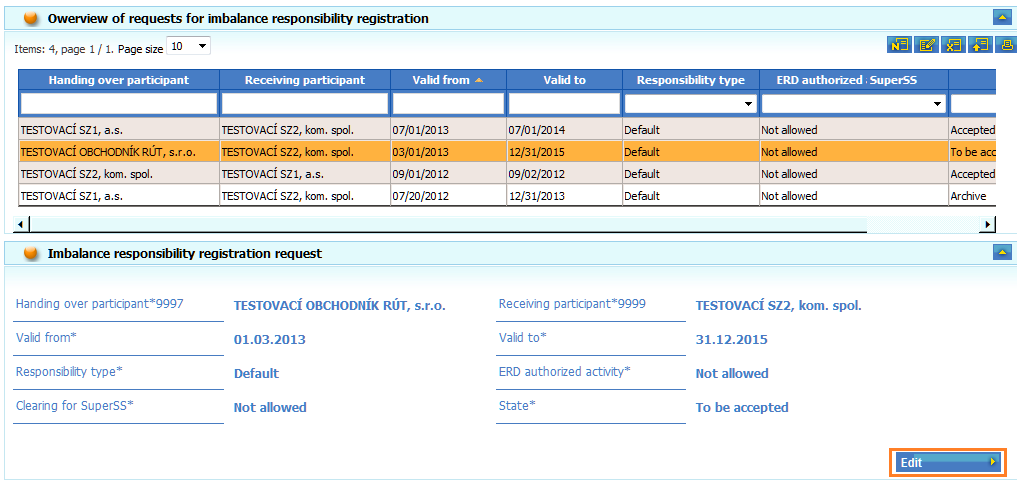 Overview of requests for imbalance responsibility registration
Items: 4, page 1 / 1. Page size 10
Handing over participant Receiving participant Valid from Valid to Responsibility type ERD authorized SuperSS
TESTOVACÍ SZ1, a.s. TESTOVACÍ SZ2, kom. spol. 07/01/2013 07/01/2014 Default Not allowed Accepted
TESTOVACÍ OBCHODNÍK RÚT, s.r.o. TESTOVACÍ SZ2, kom. spol. 03/01/2013 12/31/2015 Default Not allowed To be acc
TESTOVACÍ SZ2, kom. spol. TESTOVACÍ SZ1, a.s. 09/01/2012 09/02/2012 Default Not allowed Accepted
TESTOVACÍ SZ1, a.s. TESTOVACÍ SZ2, kom. spol. 07/20/2012 12/31/2013 Default Not allowed Archive
Imbalance responsibility registration request
Handing over participant*9997 TESTOVACÍ OBCHODNÍK RÚT, s.r.o. Receiving participant*9999 TESTOVACÍ SZ2, kom. spol.
Valid from* 01.03.2013 Valid to* 31.12.2015
Responsibility type* Default ERD authorized activity* Not allowed
Clearing for SuperSS* Not allowed State* To be accepted
Edit